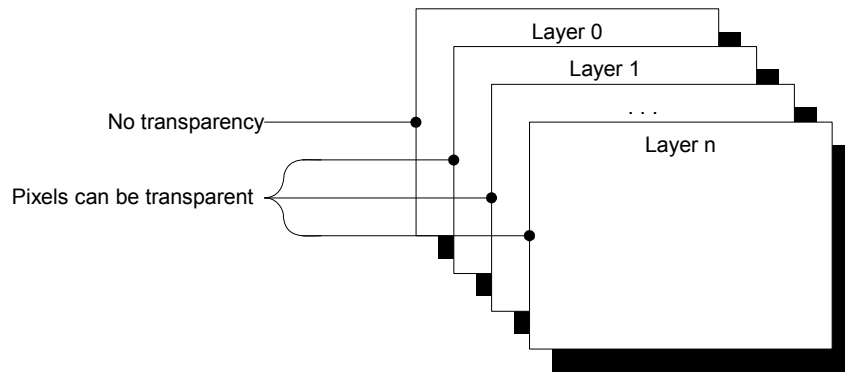 Layer 0
Layer 1
. . .
No transparency
Layer n
Pixels can be transparent